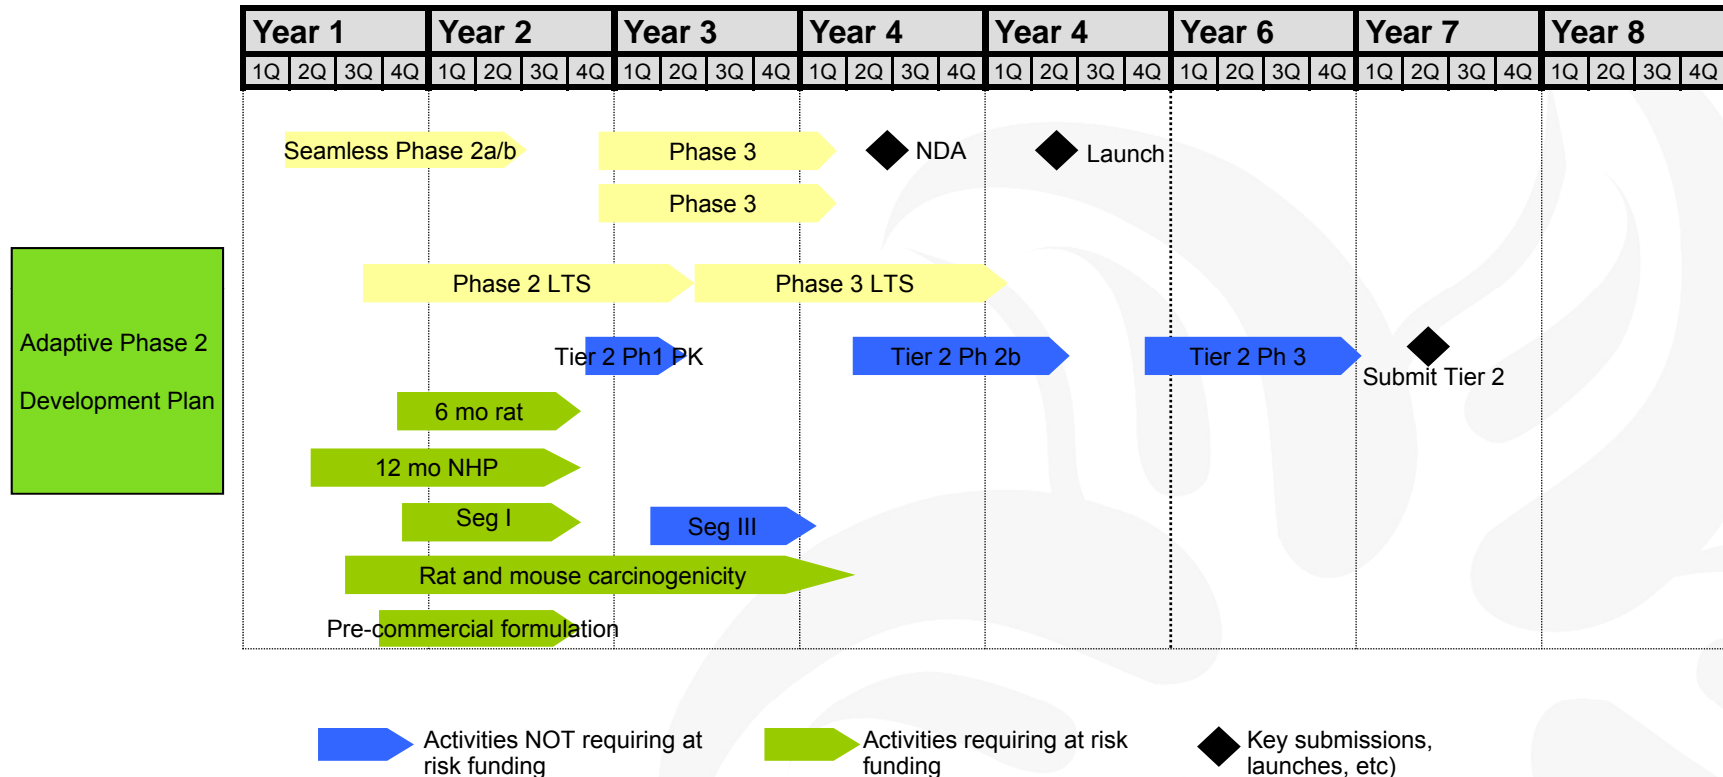 Year 1 Year 2 Year 3 Year 4 Year 4 Year 6 Year 7 Year 8
1Q 2Q 3Q 4Q 1Q 2Q 3Q 4Q 1Q 2Q 3Q 4Q 1Q 2Q 3Q 4Q 1Q 2Q 3Q 4Q 1Q 2Q 3Q 4Q 1Q 2Q 3Q 4Q 1Q 2Q 3Q 4Q
Seamless Phase 2a/b Phase 3 NDA Launch
Phase 3
Phase 2 LTS Phase 3 LTS
Adaptive Phase 2
Development Plan
Tier 2 Ph1 PK Tier 2 Ph 2b Tier 2 Ph 3
Submit Tier 2
6 mo rat
12 mo NHP
Seg I Seg III
Rat and mouse carcinogenicity
Pre-commercial formulation
Activities NOT requiring at
risk funding
Activities requiring at risk
funding
Key submissions,
launches, etc)